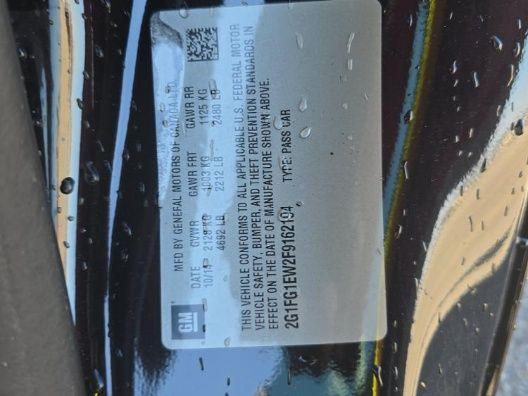 GM
MFD BY GENERAL MOTORS OF CANADA LTD.
DATE GVWR GAWR FRT GAWR RR
10/14 2128 KG 1003 KG 1125 KG
4692 LB 2212 LB 2480 LB
THIS VEHICLE CONFORMS TO ALL APPLICABLE U.S. FEDERAL MOTOR
VEHICLE SAFETY, BUMPER, AND THEFT PREVENTION STANDARDS IN
EFFECT ON THE DATE OF MANUFACTURE SHOWN ABOVE.
2G1FG1EW2F9162194 TYPE: PASS CAR